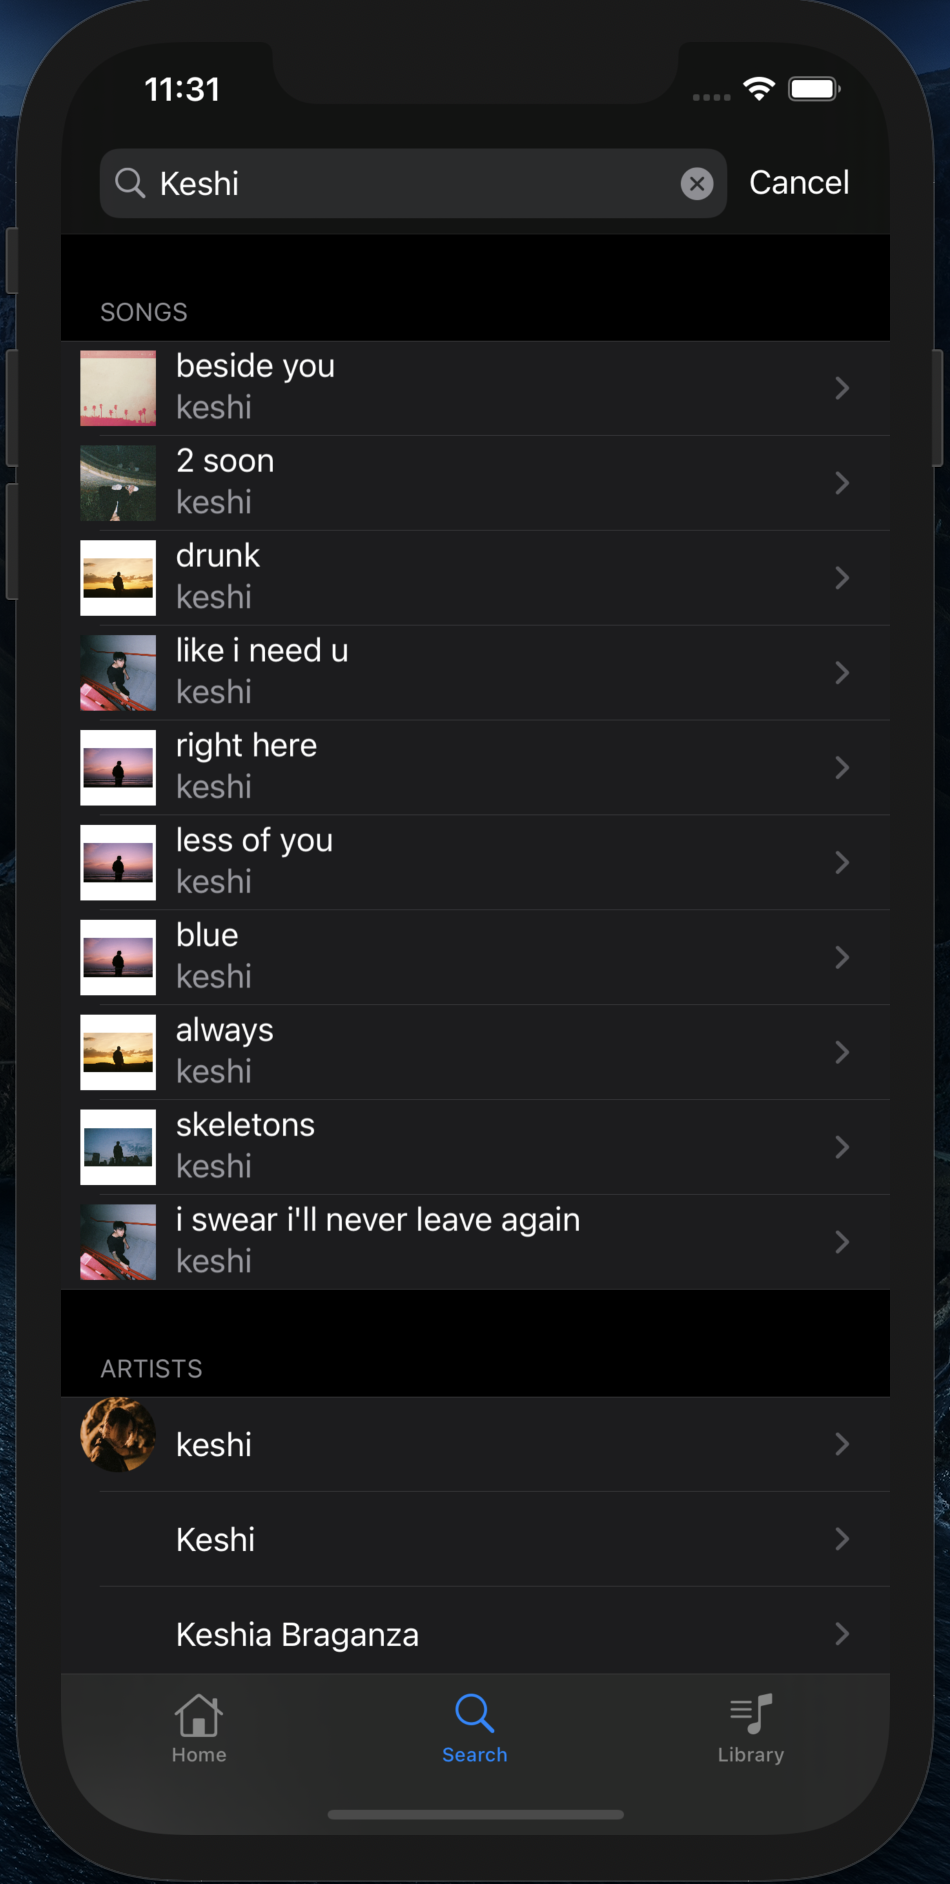 11:31
Keshi
Cancel
SONGS
beside you
keshi
2 soon
keshi
drunk
keshi
like i need u
keshi
right here
keshi
less of you
keshi
blue
keshi
always
keshi
skeletons
keshi
i swear i'll never leave again
keshi
ARTISTS
keshi
Keshi
Keshia Braganza
Home
Search
Library